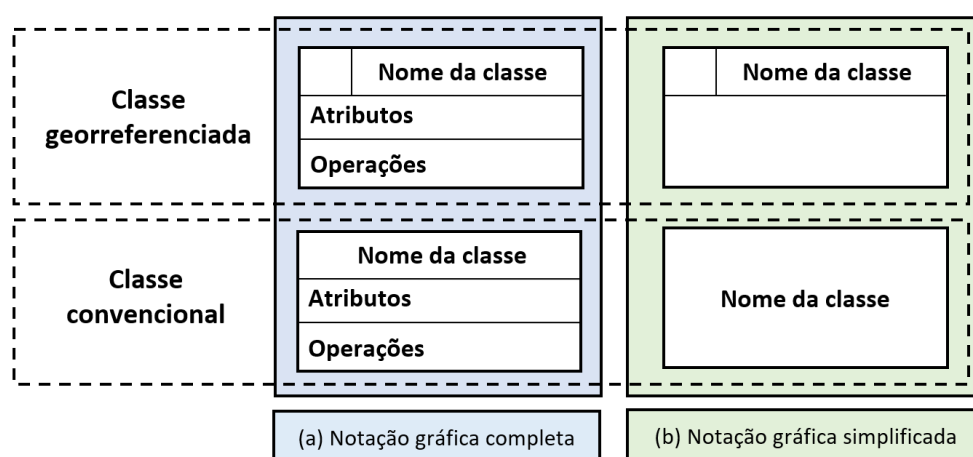 Classe
georreferenciada
Nome da classe
Atributos
Operações
Nome da classe
Classe
convencional
Nome da classe
Atributos
Operações
Nome da classe
(a) Notação gráfica completa
(b) Notação gráfica simplificada